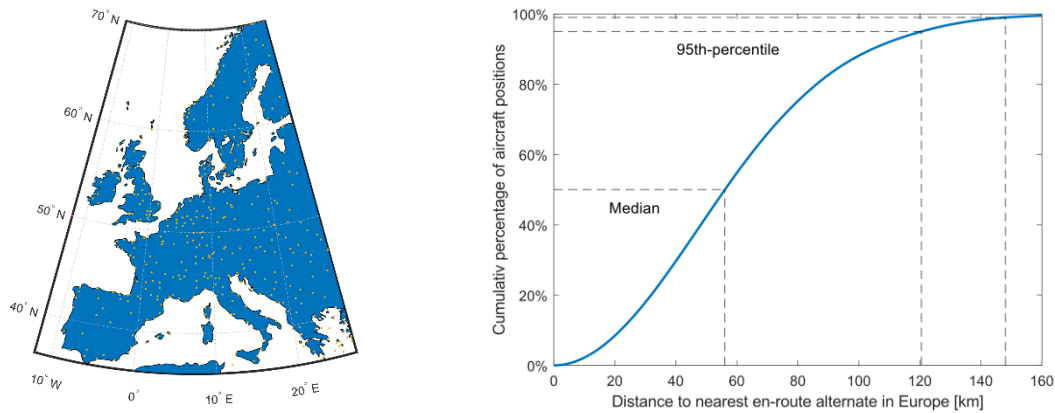 70° N
60° N
50° N
40° N
10° W
0°
10° E
20° E
Cumulativ percentage of aircraft positions
100%
80%
60%
40%
20%
0%
95th-percentile
Median
0 20 40 60 80 100 120 140 160
Distance to nearest en-route alternate in Europe [km]